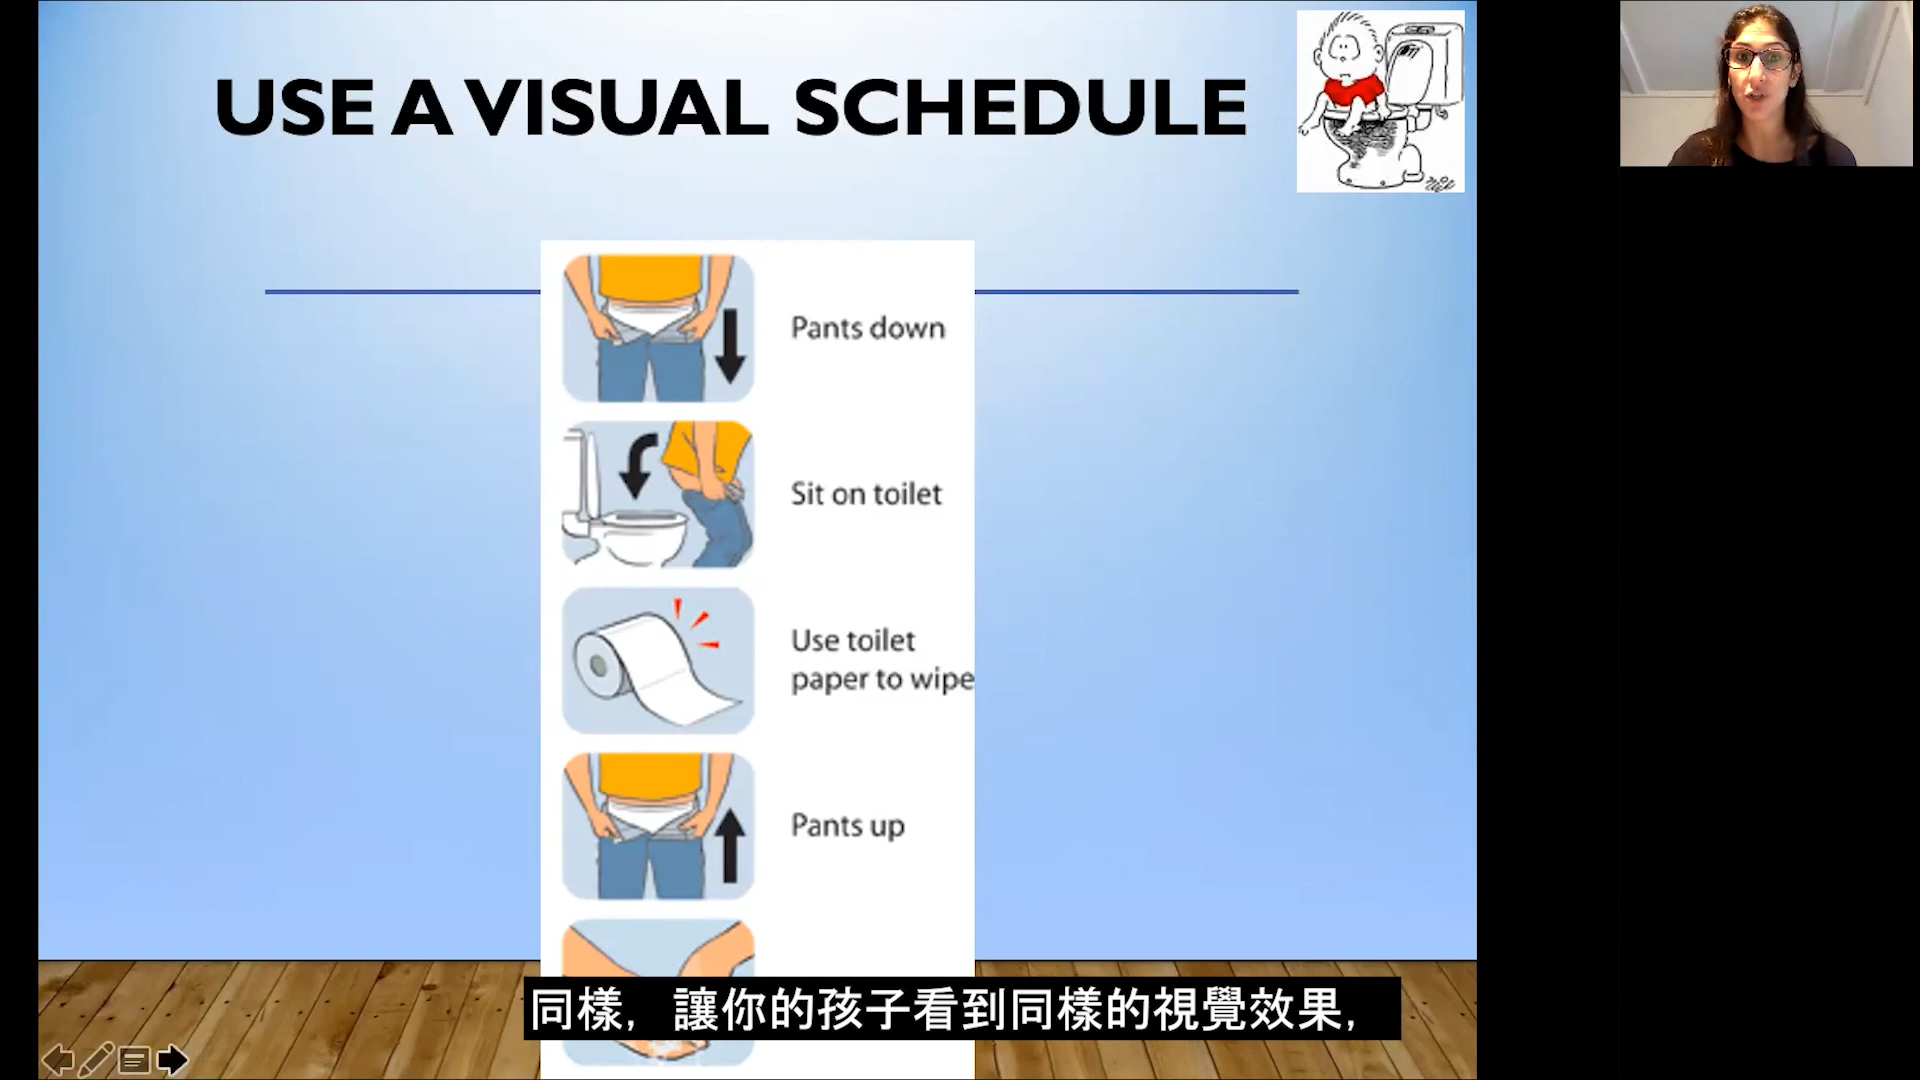 USE A VISUAL SCHEDULE
Pants down
Sit on toilet
Use toilet
paper to wipe
Pants up
同樣, 讓你的孩子看到同樣的視覺效果,